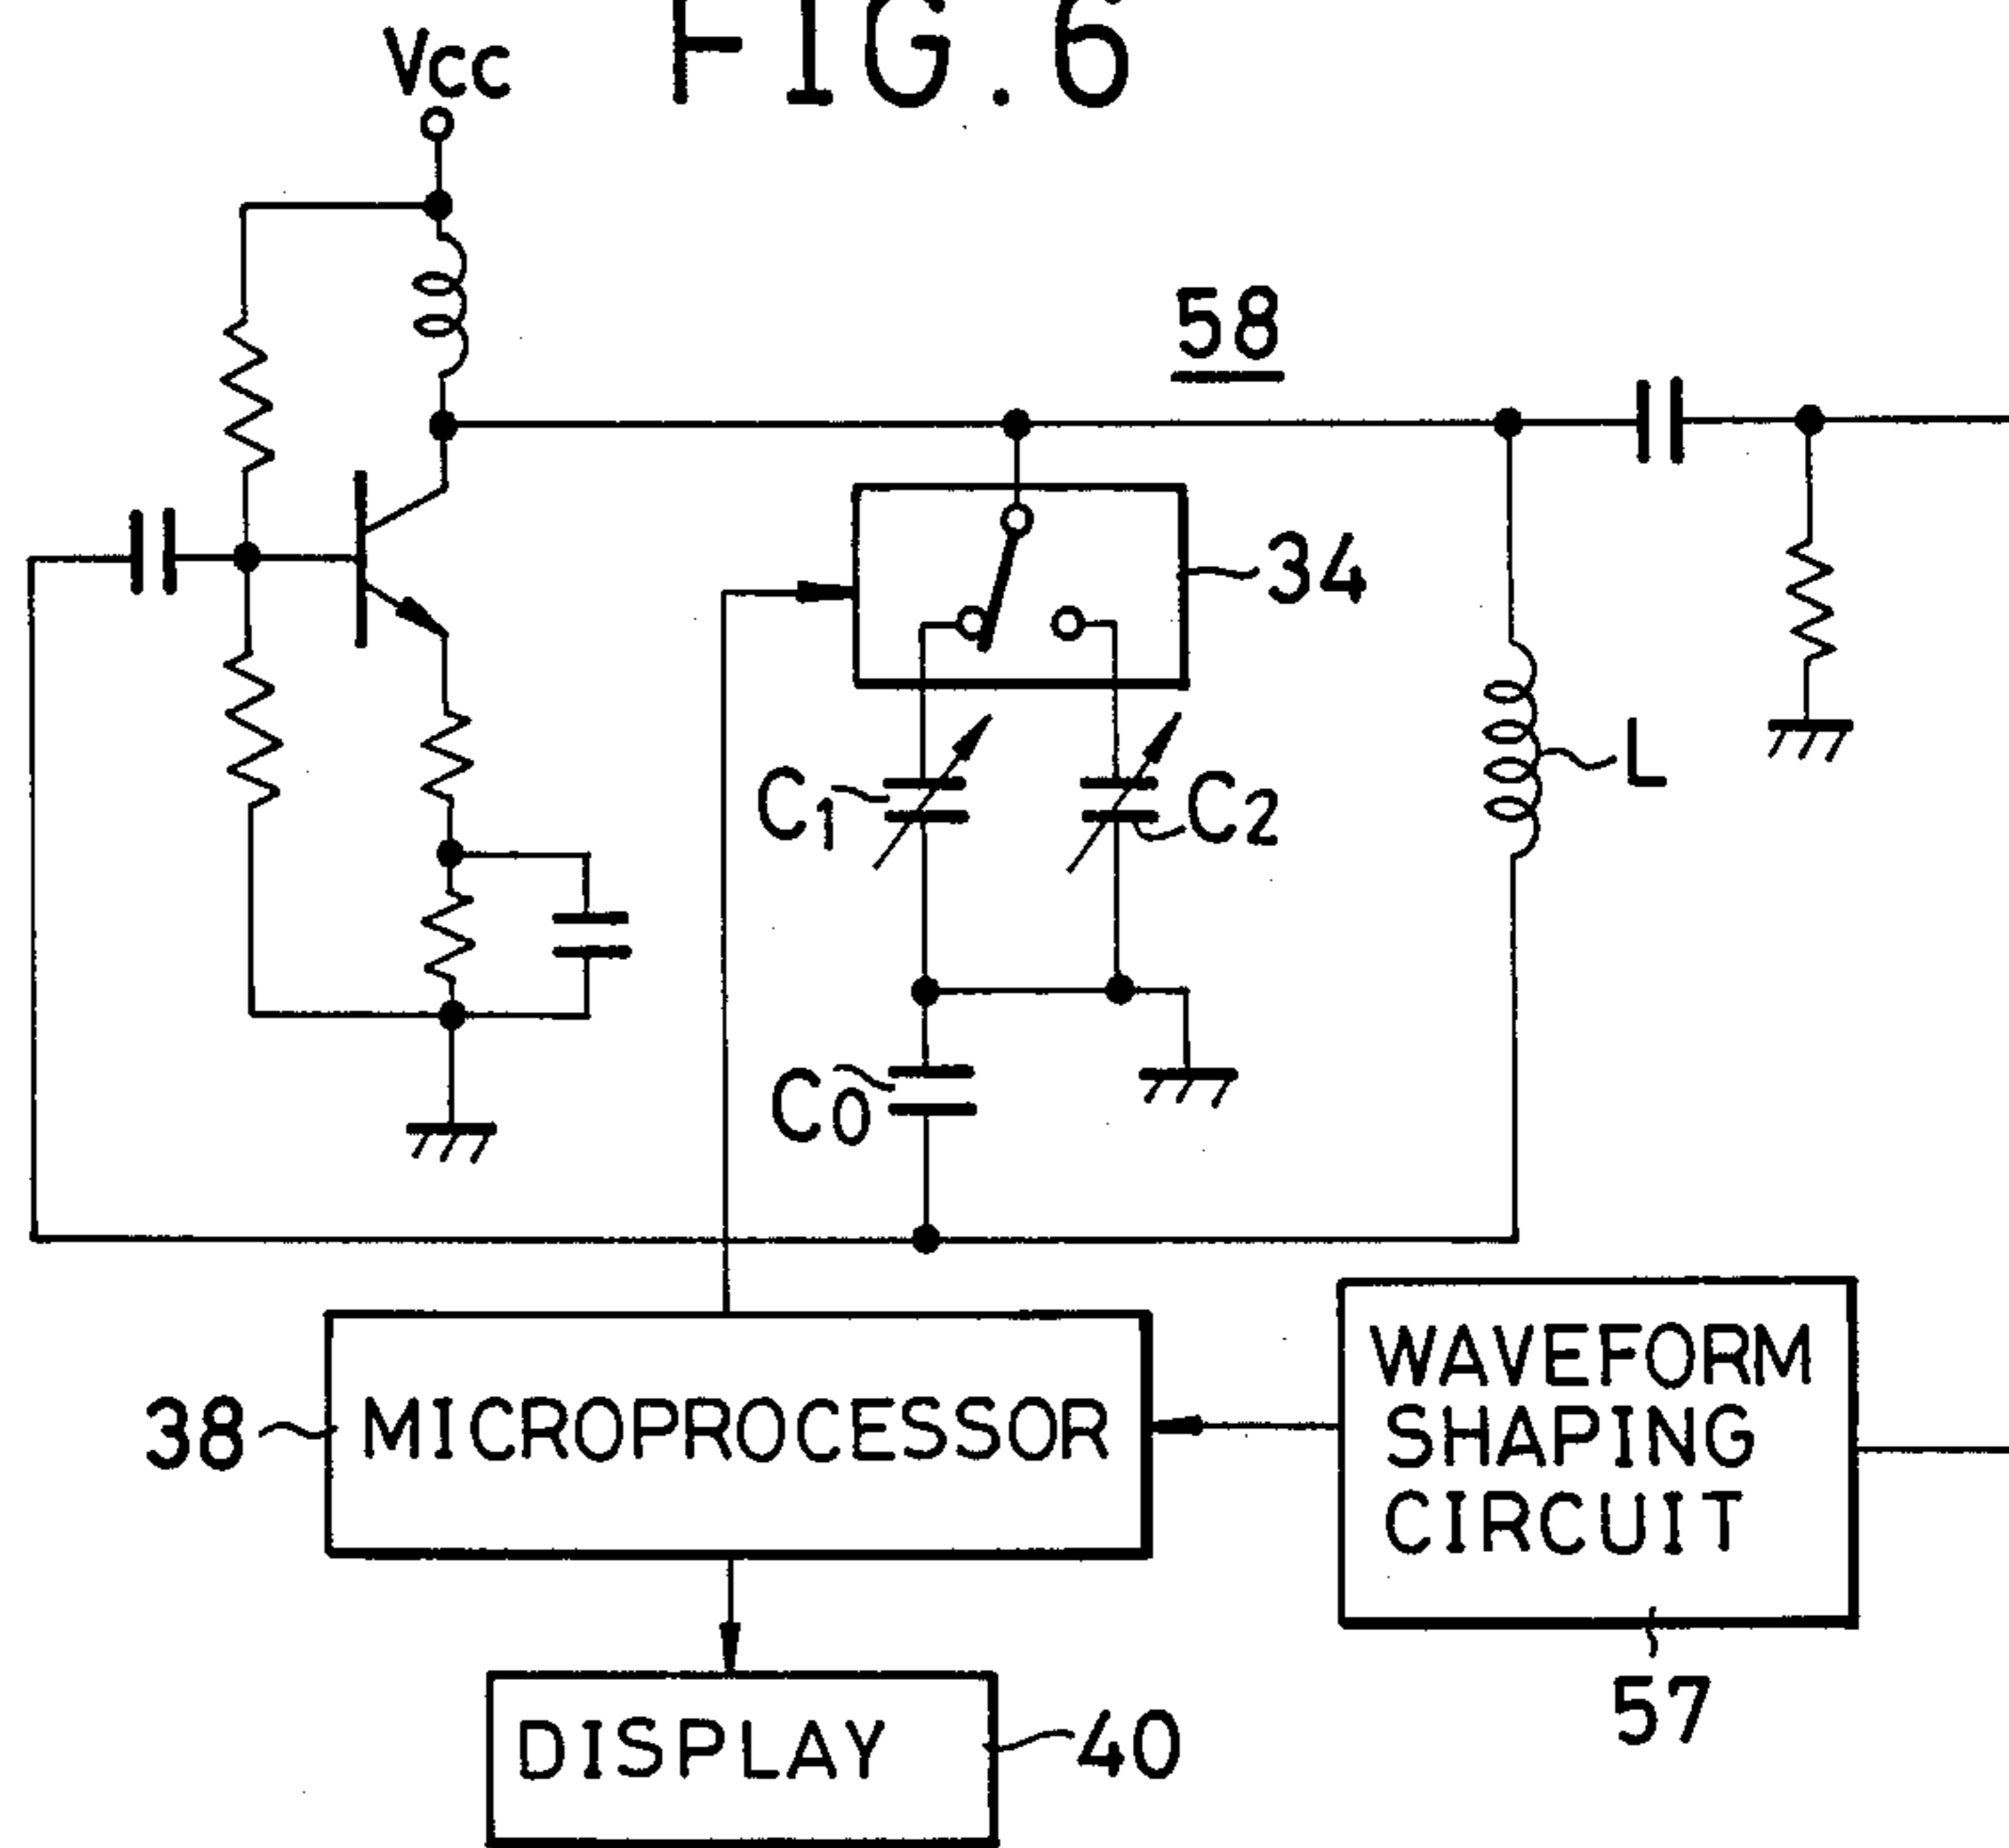 FIG.6
Vcc
58
34
L
C1
C2
C0
38
MICROPROCESSOR
WAVEFORM
SHAPING
CIRCUIT
57
DISPLAY
40